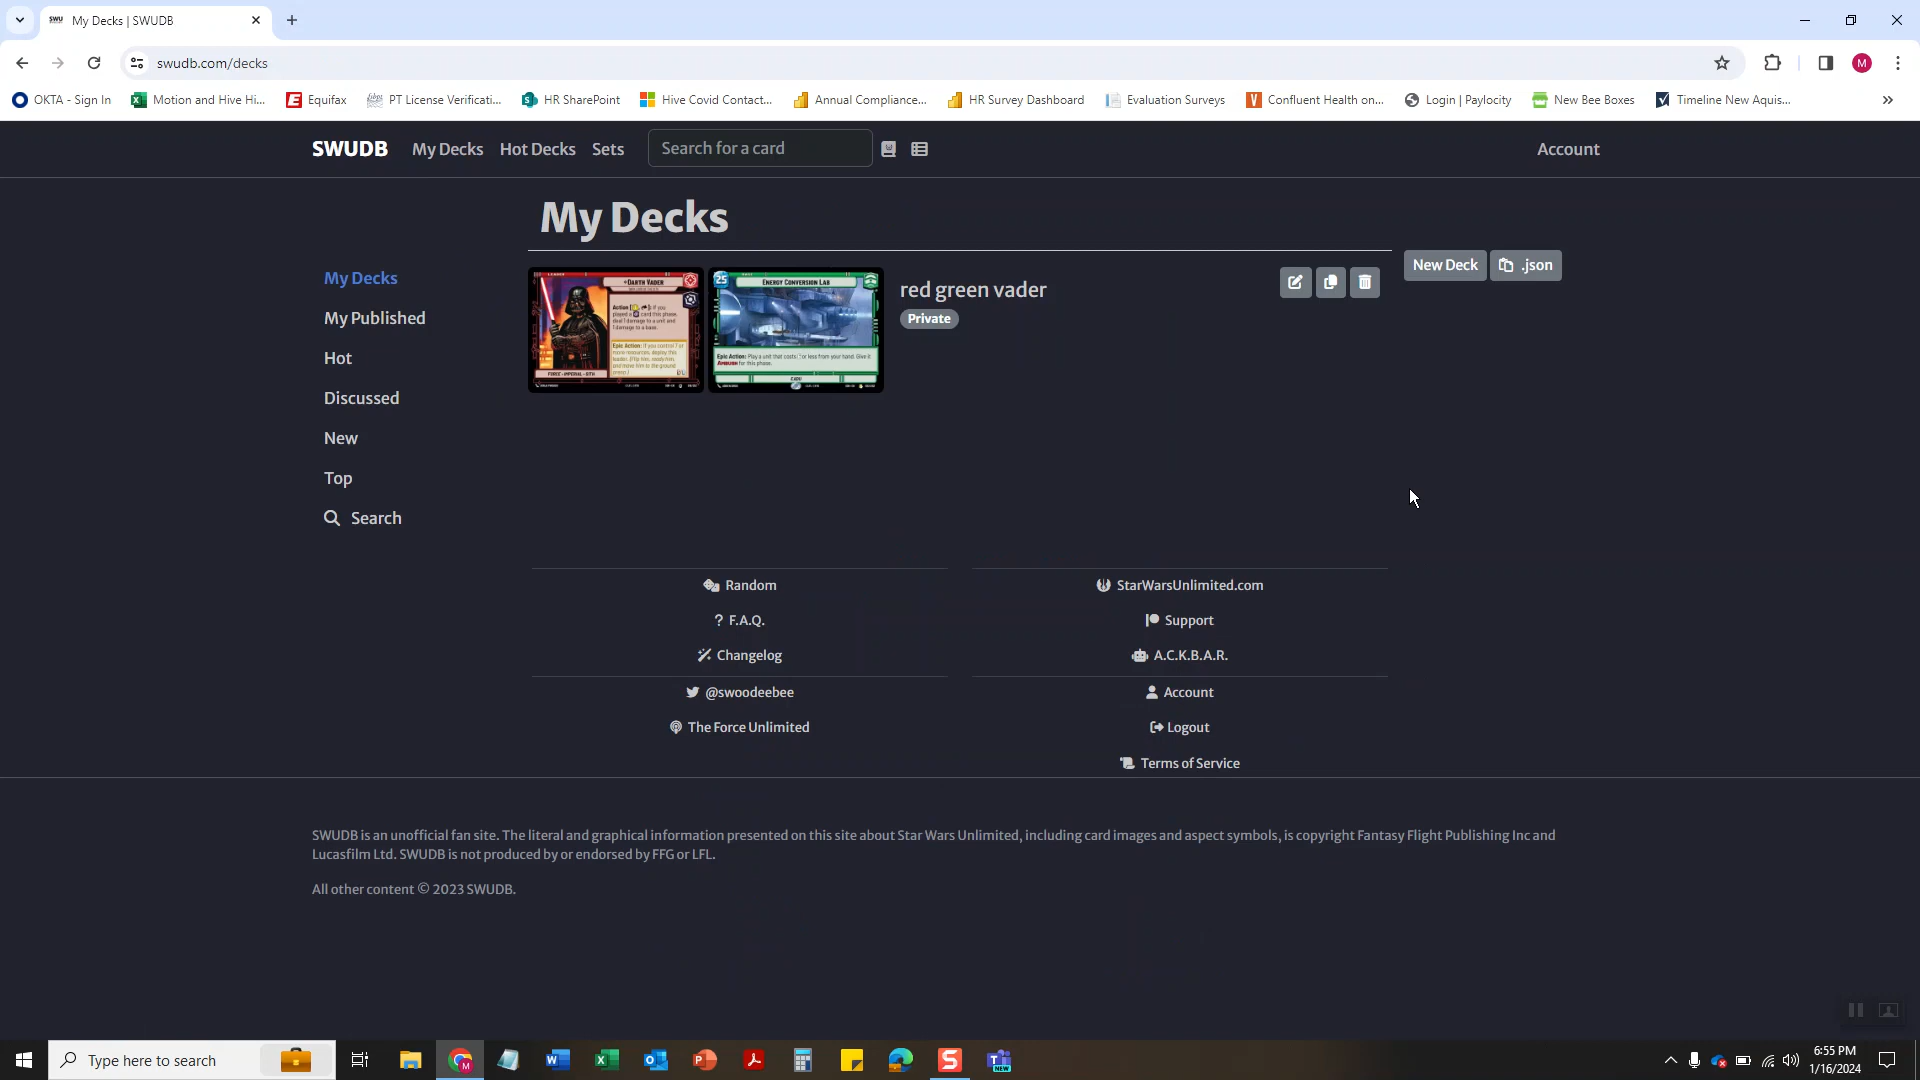 My Decks | SWUDB
swudb.com/decks
M
OKTA - Sign In
Motion and Hive Hi...
Equifax
PT License Verificati...
HR SharePoint
Hive Covid Contact...
Annual Compliance...
HR Survey Dashboard
Evaluation Surveys
Confluent Health on...
Login | Paylocity
New Bee Boxes
Timeline New Aquis...
SWUDB
My Decks
Hot Decks
Sets
Search for a card
Account
My Decks
My Decks
My Published
Hot
Discussed
New
Top
Search
DARTH VADER
FORCE • IMPERIAL • SITH
25
ENERGY CONVERSION LAB
red green vader
Private
New Deck
.json
Random
F.A.Q.
Changelog
@swoodeebee
The Force Unlimited
StarWarsUnlimited.com
Support
A.C.K.B.A.R.
Account
Logout
Terms of Service
SWUDB is an unofficial fan site. The literal and graphical information presented on this site about Star Wars Unlimited, including card images and aspect symbols, is copyright Fantasy Flight Publishing Inc and
Lucasfilm Ltd. SWUDB is not produced by or endorsed by FFG or LFL.
All other content © 2023 SWUDB.
Type here to search
6:55 PM
1/16/2024